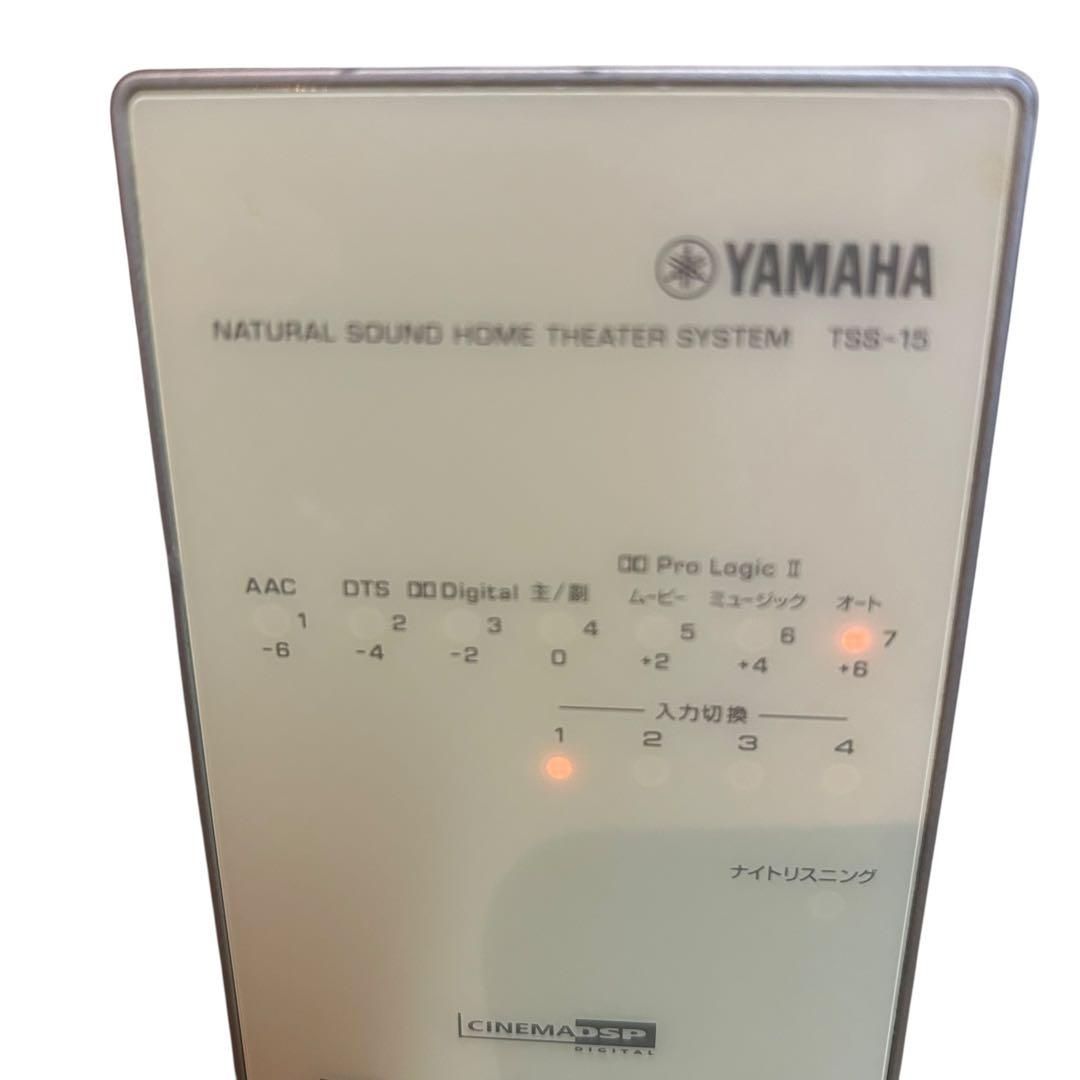 YAMAHA
NATURAL SOUND HOME THEATER SYSTEM TSS-15
Pro Logic II
AAC DTS Digital 主/副 ムービー ミュージック オート
1 2 3 4 5 6 7
-6 -4 -2 0 +2 +4 +6
入力切換
1 2 3 4
ナイトリスニング
CINEMA DSP
DIGITAL